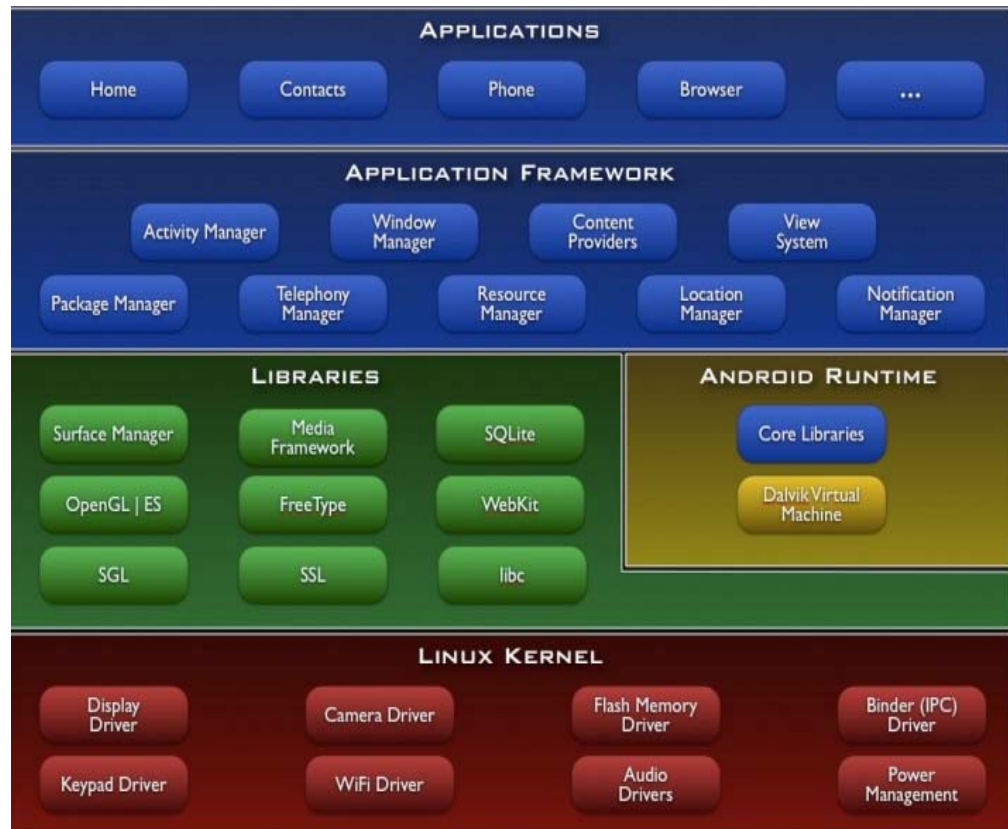 APPLICATIONS
Home
Contacts
Phone
Browser
...
APPLICATION FRAMEWORK
Activity Manager
Window
Manager
Content
Providers
View
System
Package Manager
Telephony
Manager
Resource
Manager
Location
Manager
Notification
Manager
LIBRARIES
Surface Manager
Media
Framework
SQLite
OpenGL | ES
FreeType
WebKit
SGL
SSL
libc
ANDROID RUNTIME
Core Libraries
Dalvik Virtual
Machine
LINUX KERNEL
Display
Driver
Camera Driver
Flash Memory
Driver
Binder (IPC)
Driver
Keypad Driver
WiFi Driver
Audio
Drivers
Power
Management